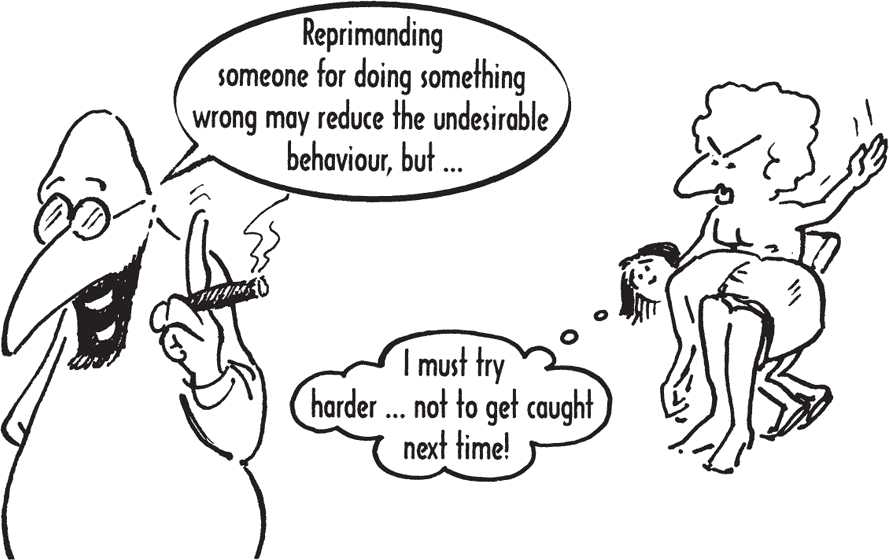 Reprimanding
someone for doing something
wrong may reduce the undesirable
behaviour, but ...
I must try
harder ... not to get caught
next time!